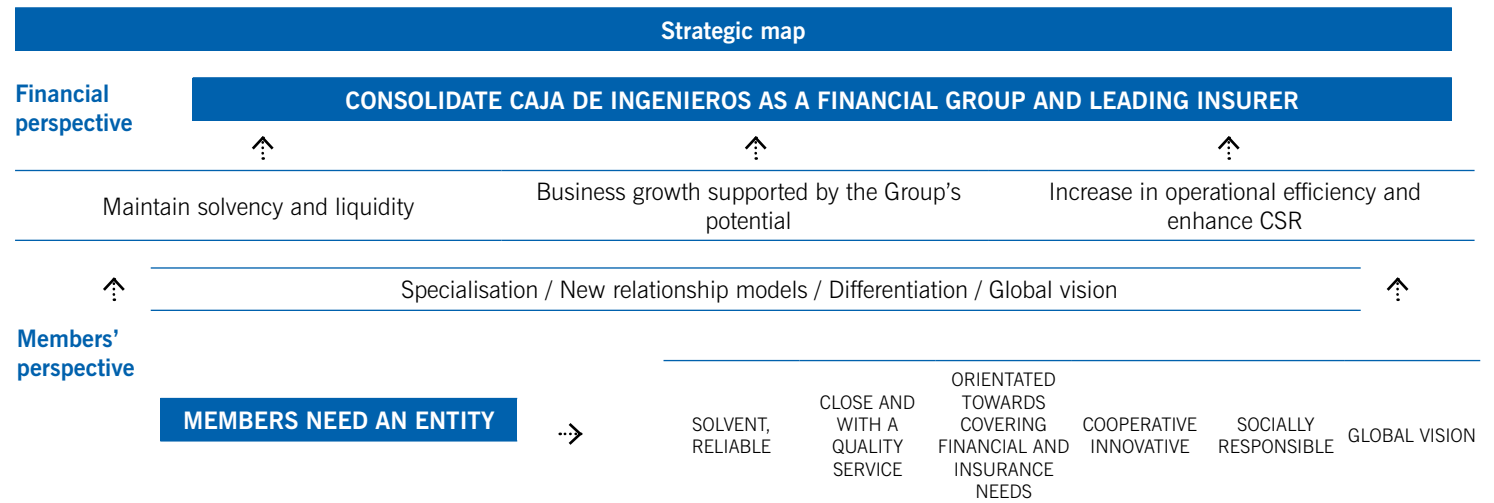 Strategic map
Financial
perspective
CONSOLIDATE CAJA DE INGENIEROS AS A FINANCIAL GROUP AND LEADING INSURER
Maintain solvency and liquidity
Business growth supported by the Group's
potential
Increase in operational efficiency and
enhance CSR
Specialisation / New relationship models / Differentiation / Global vision
Members'
perspective
MEMBERS NEED AN ENTITY
SOLVENT,
RELIABLE
CLOSE AND
WITH A
QUALITY
SERVICE
ORIENTATED
TOWARDS
COVERING
FINANCIAL AND
INSURANCE
NEEDS
COOPERATIVE
INNOVATIVE
SOCIALLY
RESPONSIBLE
GLOBAL VISION